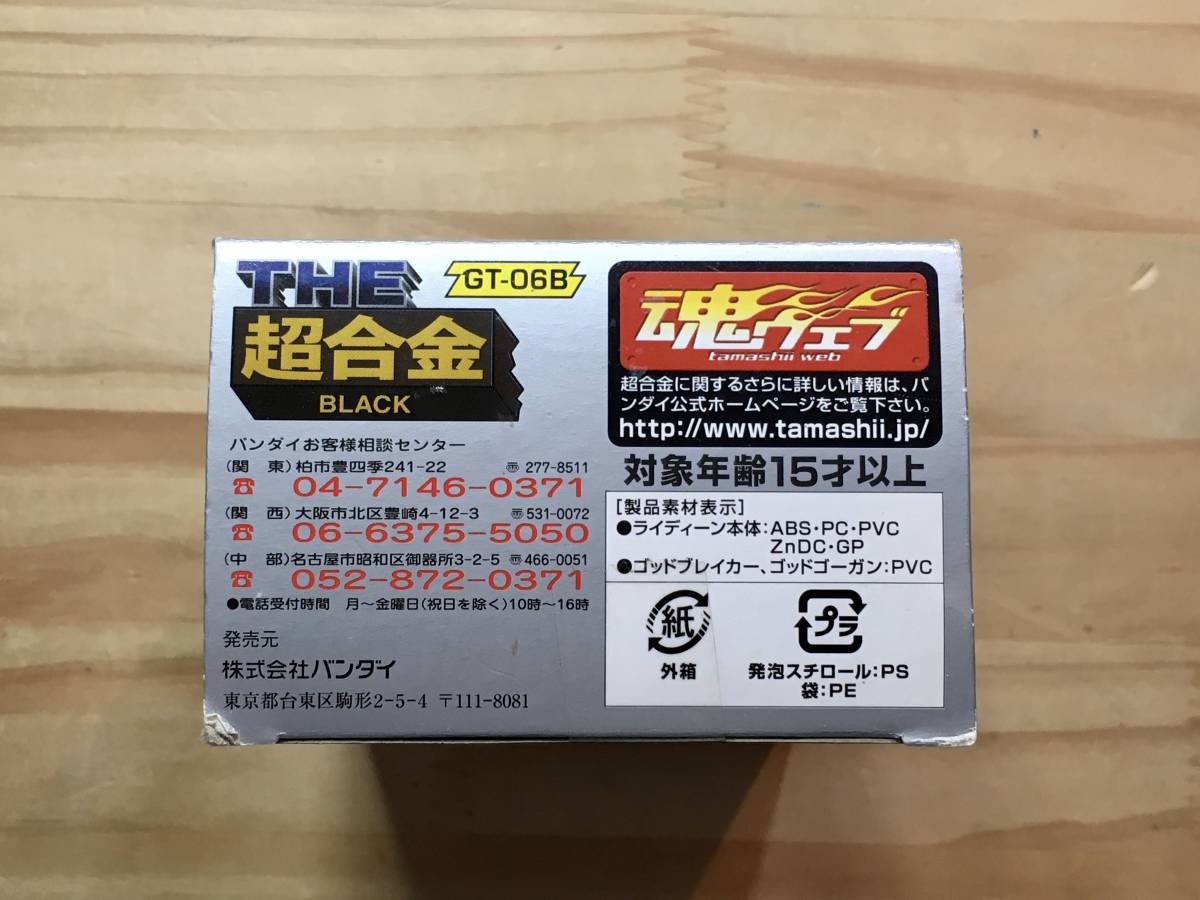 THE
超合金
BLACK
GT-06B
バンダイお客様相談センター
(関 東)柏市豊四季241-22 〠 277-8511
☎ 04-7146-0371
(関 西)大阪市北区豊崎4-12-3 〠531-0072
☎ 06-6375-5050
(中 部)名古屋市昭和区御器所3-2-5 〠466-0051
☎ 052-872-0371
●電話受付時間 月〜金曜日(祝日を除く)10時〜16時
発売元
株式会社バンダイ
東京都台東区駒形2-5-4 〒111-8081
魂ウェブ
tamashii web
超合金に関するさらに詳しい情報は、バ
ンダイ公式ホームページをご覧下さい。
http://www.tamashii.jp/
対象年齢15才以上
[製品素材表示]
●ライディーン本体:ABS・PC・PVC
ZnDC・GP
●ゴッドブレイカー、ゴッドゴーガン:PVC
紙
外箱
プラ
発泡スチロール:PS
袋:PE